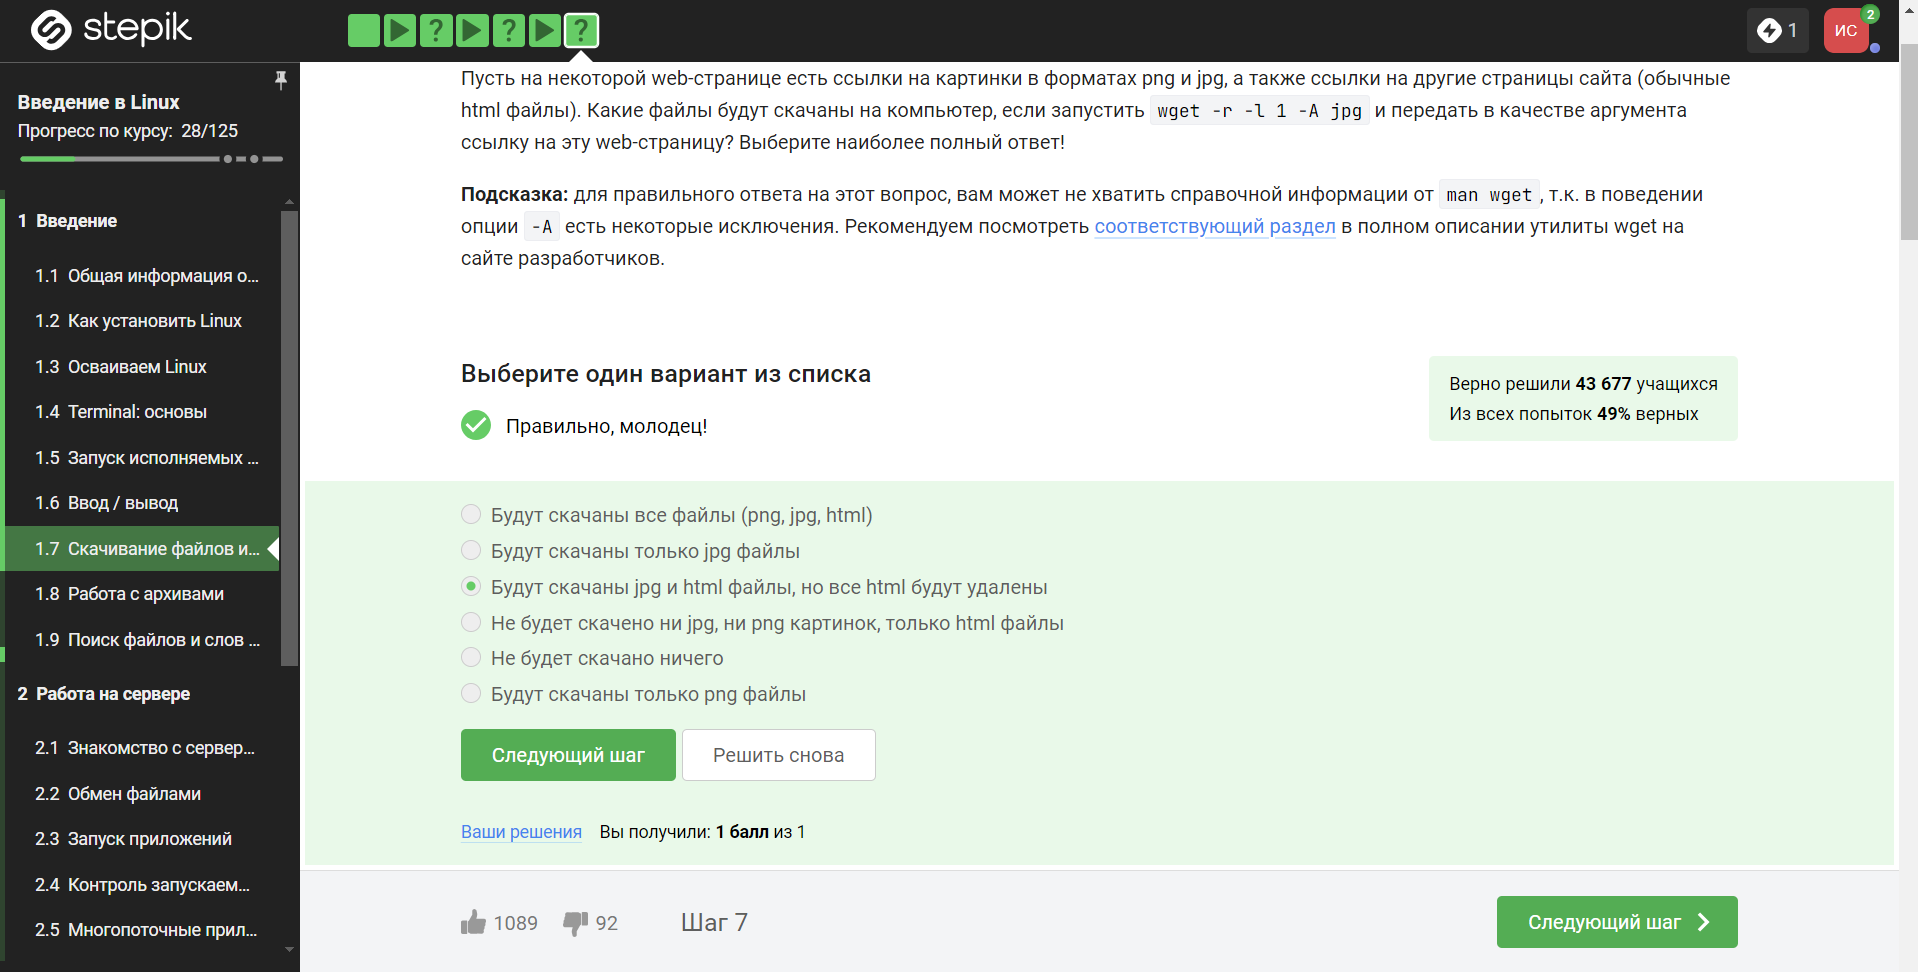 stepik
?
?
?
1
ИС
2
Введение в Linux
Прогресс по курсу: 28/125
1 Введение
1.1 Общая информация о...
1.2 Как установить Linux
1.3 Осваиваем Linux
1.4 Terminal: основы
1.5 Запуск исполняемых ...
1.6 Ввод / вывод
1.7 Скачивание файлов и...
1.8 Работа с архивами
1.9 Поиск файлов и слов ...
2 Работа на сервере
2.1 Знакомство с сервер...
2.2 Обмен файлами
2.3 Запуск приложений
2.4 Контроль запускаем...
2.5 Многопоточные прил...
Пусть на некоторой web-странице есть ссылки на картинки в форматах png и jpg, а также ссылки на другие страницы сайта (обычные
html файлы). Какие файлы будут скачаны на компьютер, если запустить wget -r -l 1 -A jpg и передать в качестве аргумента
ссылку на эту web-страницу? Выберите наиболее полный ответ!
Подсказка: для правильного ответа на этот вопрос, вам может не хватить справочной информации от man wget, т.к. в поведении
опции -A есть некоторые исключения. Рекомендуем посмотреть соответствующий раздел в полном описании утилиты wget на
сайте разработчиков.
Выберите один вариант из списка
Правильно, молодец!
Верно решили 43 677 учащихся
Из всех попыток 49% верных
Будут скачаны все файлы (png, jpg, html)
Будут скачаны только jpg файлы
Будут скачаны jpg и html файлы, но все html будут удалены
Не будет скачено ни jpg, ни png картинок, только html файлы
Не будет скачано ничего
Будут скачаны только png файлы
Следующий шаг
Решить снова
Ваши решения Вы получили: 1 балл из 1
1089
92
Шаг 7
Следующий шаг